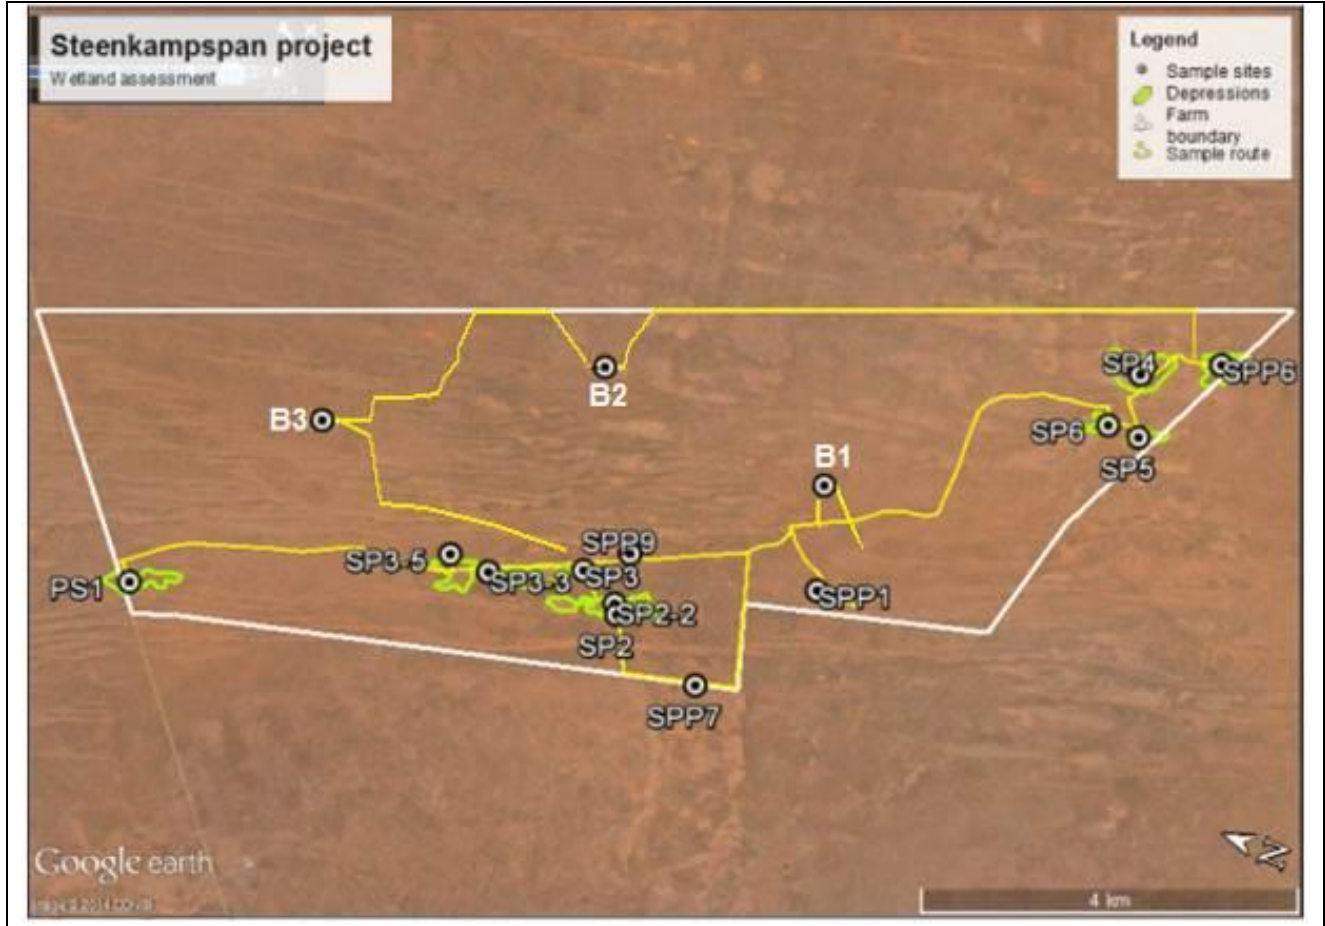 Steenkampspan project
Wetland assessment
Legend
Sample sites
Depressions
Farm
boundary
Sample route
B2
SP4
SPP6
B3
SP6
B1
SP5
SPP9
SP3-5
SP3-3
SP3
PS1
SPP1
SP2-2
SP2
SPP7
Google earth
N
4 km